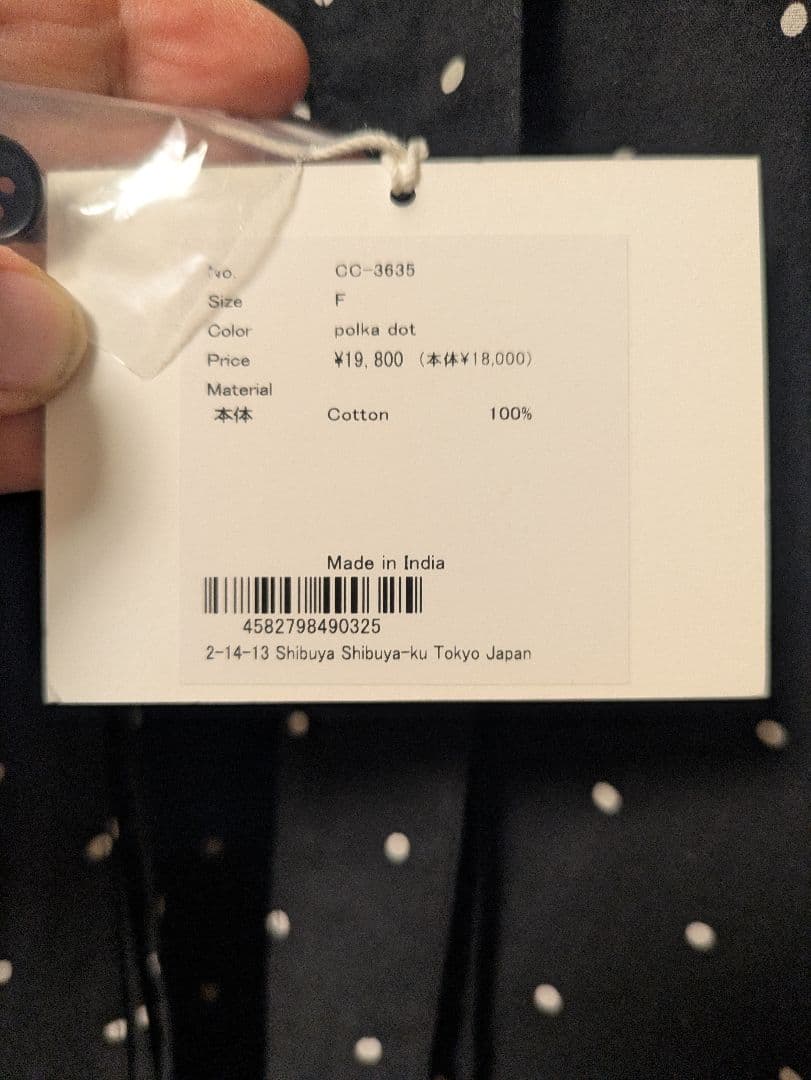 No. CC-3635
Size F
Color polka dot
Price ¥19,800 (本体¥18,000)
Material
本体 Cotton 100%
Made in India
4582798490325
2-14-13 Shibuya Shibuya-ku Tokyo Japan